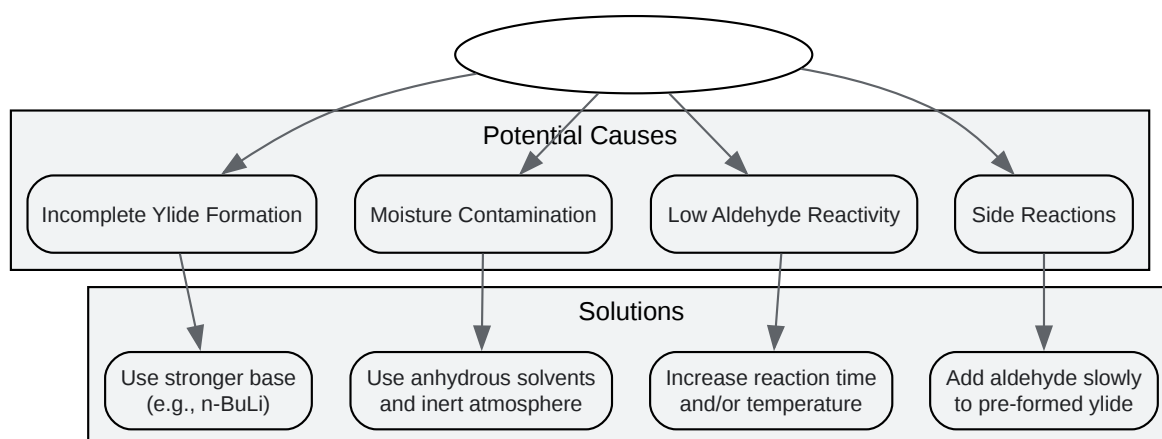 Potential Causes
Incomplete Ylide Formation
Moisture Contamination
Low Aldehyde Reactivity
Side Reactions
Solutions
Use stronger base
(e.g., n-BuLi)
Use anhydrous solvents
and inert atmosphere
Increase reaction time
and/or temperature
Add aldehyde slowly
to pre-formed ylide